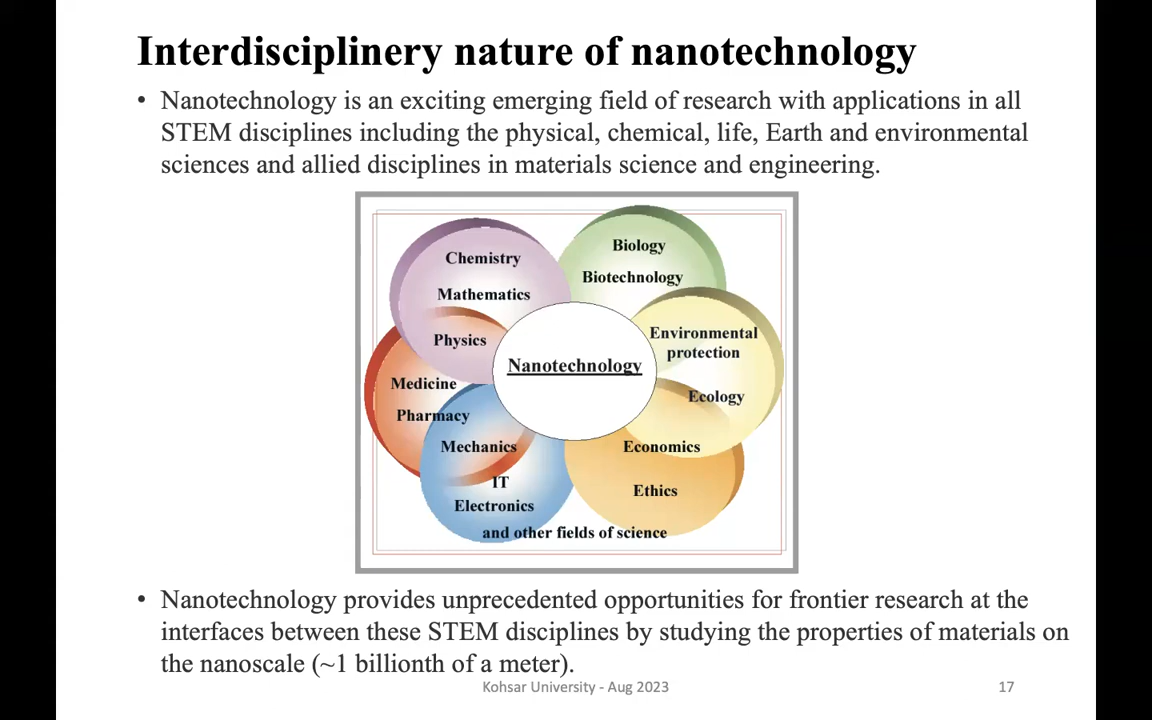 Interdisciplinery nature of nanotechnology
• Nanotechnology is an exciting emerging field of research with applications in all
STEM disciplines including the physical, chemical, life, Earth and environmental
sciences and allied disciplines in materials science and engineering.
Chemistry
Mathematics
Physics
Biology
Biotechnology
Environmental
protection
Ecology
Nanotechnology
Medicine
Pharmacy
Mechanics
IT
Electronics
Economics
Ethics
and other fields of science
• Nanotechnology provides unprecedented opportunities for frontier research at the
interfaces between these STEM disciplines by studying the properties of materials on
the nanoscale (~1 billionth of a meter).
Kohsar University - Aug 2023
17